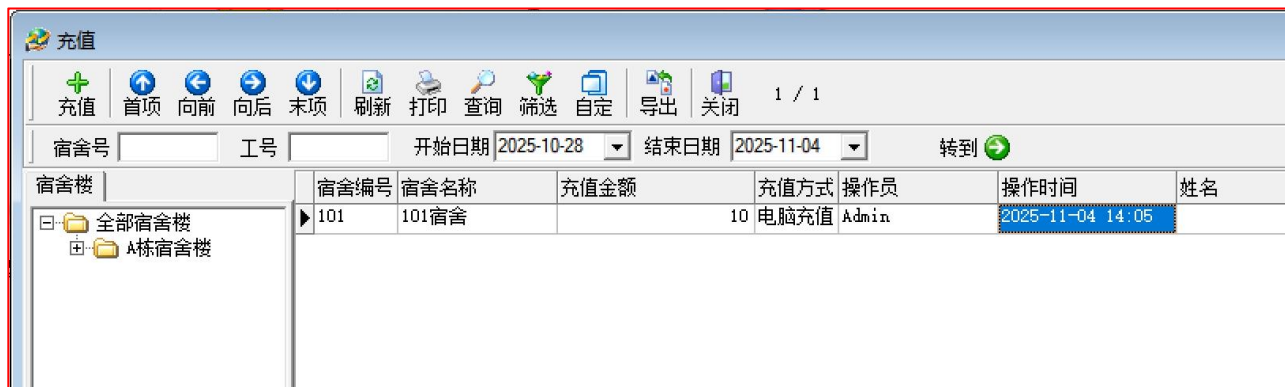 充值
充值 首项 向前 向后 末项 刷新 打印 查询 筛选 自定 导出 关闭 1 / 1
宿舍号 工号 开始日期 2025-10-28 结束日期 2025-11-04 转到
宿舍楼 宿舍编号 宿舍名称 充值金额 充值方式 操作员 操作时间 姓名
全部宿舍楼 101 101宿舍 10 电脑充值 Admin 2025-11-04 14:05
A栋宿舍楼